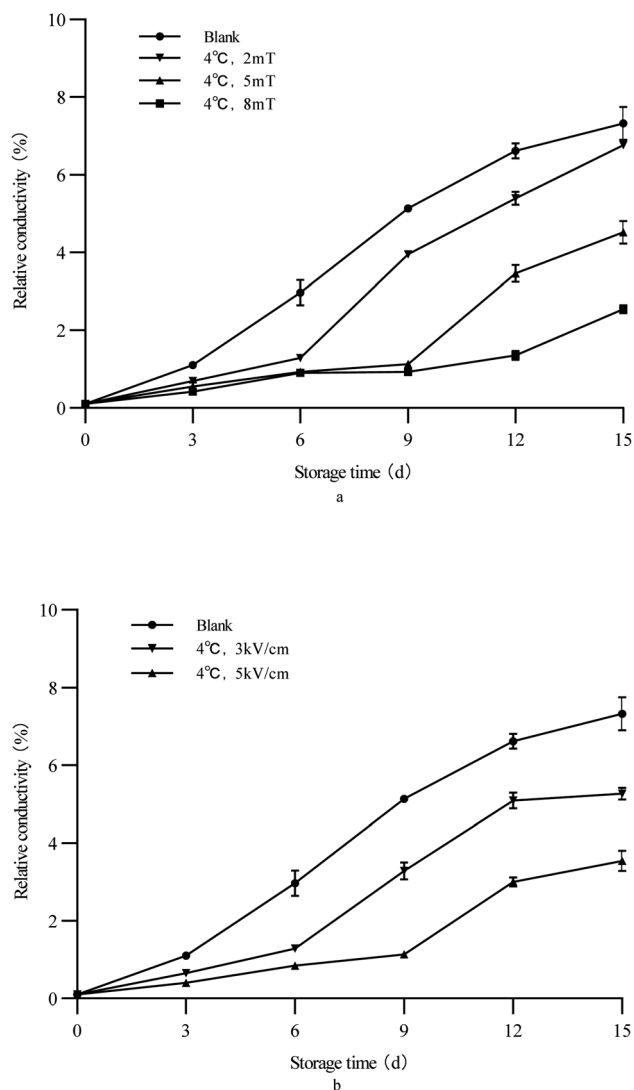 10
8
6
4
2
0
Relative conductivity (%)
Blank
4℃, 2mT
4℃, 5mT
4℃, 8mT
0 3 6 9 12 15
Storage time (d)
a
10
8
6
4
2
0
Relative conductivity (%)
Blank
4℃, 3kV/cm
4℃, 5kV/cm
0 3 6 9 12 15
Storage time (d)
b